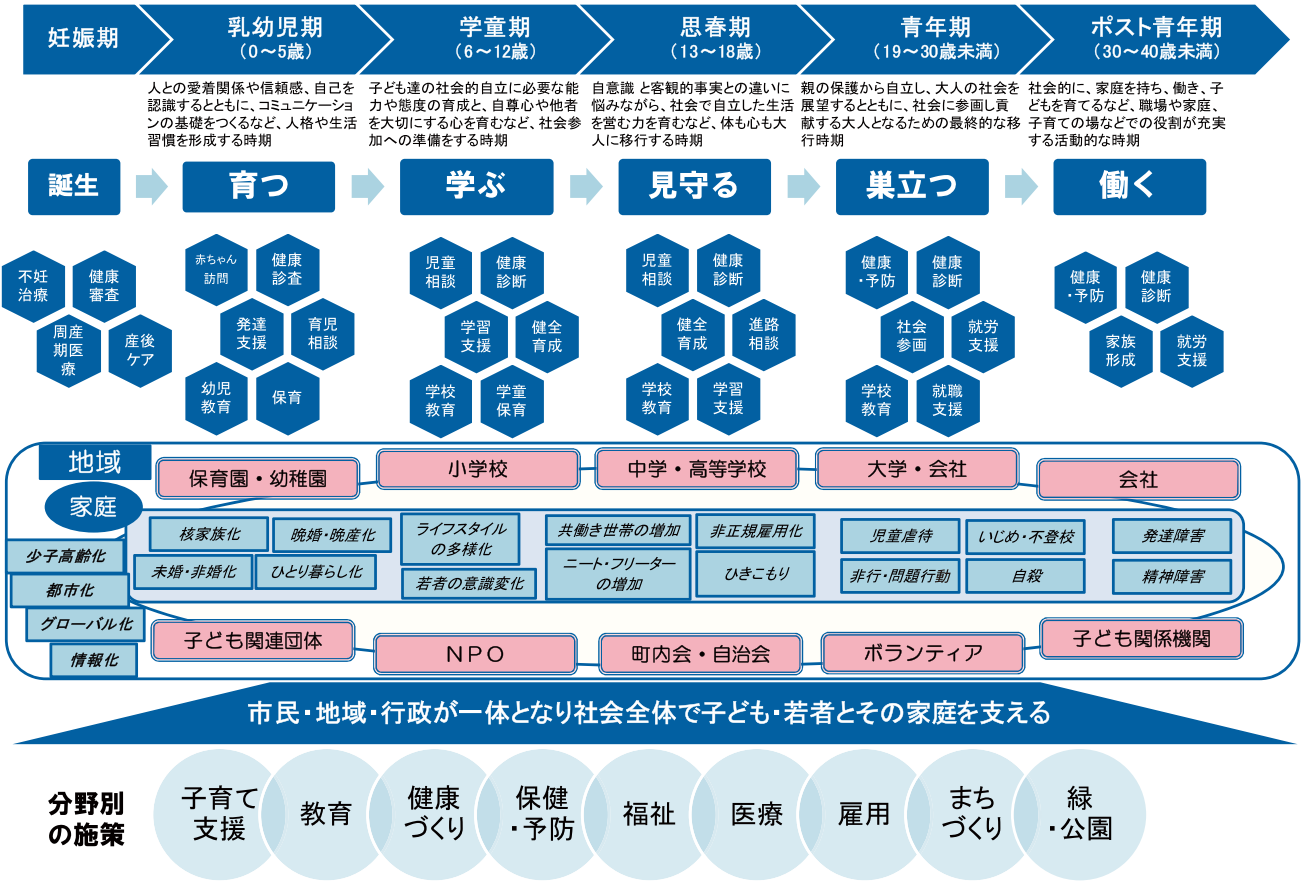 妊娠期
乳幼児期
（0～5歳）
学童期
（6～12歳）
思春期
（13～18歳）
青年期
（19～30歳未満）
ポスト青年期
（30～40歳未満）
人との愛着関係や信頼感、自己を
認識するとともに、コミュニケーショ
ンの基礎をつくるなど、人格や生活
習慣を形成する時期
子ども達の社会的自立に必要な能
力や態度の育成と、自尊心や他者
を大切にする心を育むなど、社会参
加への準備をする時期
自意識 と客観的事実との違いに
悩みながら、社会で自立した生活
を営む力を育むなど、体も心も大
人に移行する時期
親の保護から自立し、大人の社会を
展望するとともに、社会に参画し貢
献する大人となるための最終的な移
行時期
社会的に、家庭を持ち、働き、子
どもを育てるなど、職場や家庭、
子育ての場などでの役割が充実
する活動的な時期
誕生
育つ
学ぶ
見守る
巣立つ
働く
不妊
治療
健康
審査
周産
期医
療
産後
ケア
赤ちゃん
訪問
健康
診査
発達
支援
育児
相談
幼児
教育
保育
児童
相談
健康
診断
学習
支援
健全
育成
学校
教育
学童
保育
児童
相談
健康
診断
健全
育成
進路
相談
学校
教育
学習
支援
健康
・予防
健康
診断
社会
参画
就労
支援
学校
教育
就職
支援
健康
・予防
健康
診断
家族
形成
就労
支援
地域
家庭
保育園・幼稚園
小学校
中学・高等学校
大学・会社
会社
少子高齢化
都市化
グローバル化
情報化
核家族化
晩婚・晩産化
未婚・非婚化
ひとり暮らし化
ライフスタイル
の多様化
若者の意識変化
共働き世帯の増加
非正規雇用化
ニート・フリーター
の増加
ひきこもり
児童虐待
いじめ・不登校
非行・問題行動
自殺
発達障害
精神障害
子ども関連団体
NPO
町内会・自治会
ボランティア
子ども関係機関
市民・地域・行政が一体となり社会全体で子ども・若者とその家庭を支える
分野別
の施策
子育て
支援
教育
健康
づくり
保健
・予防
福祉
医療
雇用
まち
づくり
緑
・公園